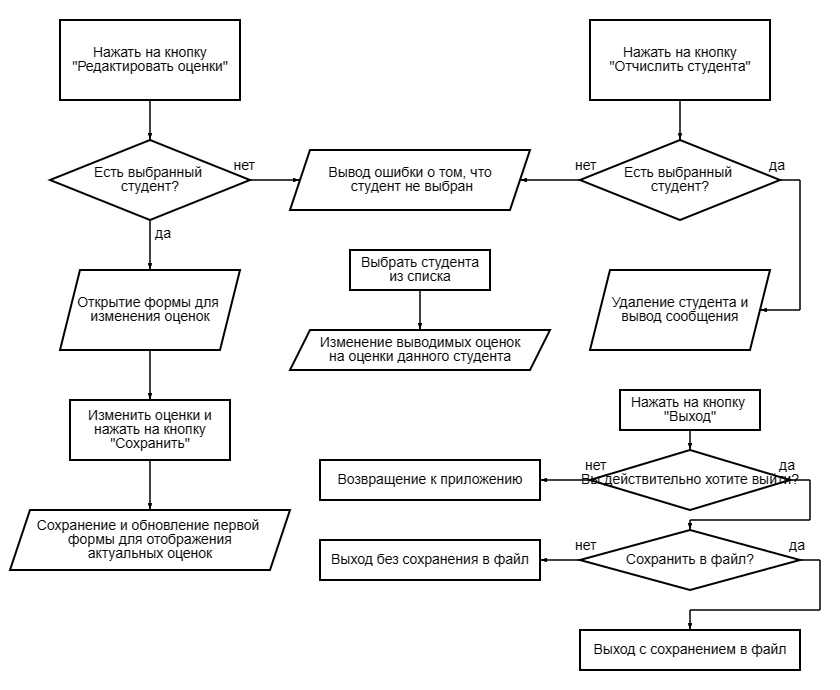 Нажать на кнопку
"Редактировать оценки"
Нажать на кнопку
"Отчислить студента"
Есть выбранный
студент?
нет
да
Вывод ошибки о том, что
студент не выбран
нет
Есть выбранный
студент?
да
Открытие формы для
изменения оценок
Выбрать студента
из списка
Изменение выводимых оценок
на оценки данного студента
Удаление студента и
вывод сообщения
Изменить оценки и
нажать на кнопку
"Сохранить"
Сохранение и обновление первой
формы для отображения
актуальных оценок
Нажать на кнопку
"Выход"
Возвращение к приложению
нет
Вы действительно хотите выйти?
да
Выход без сохранения в файл
нет
Сохранить в файл?
да
Выход с сохранением в файл